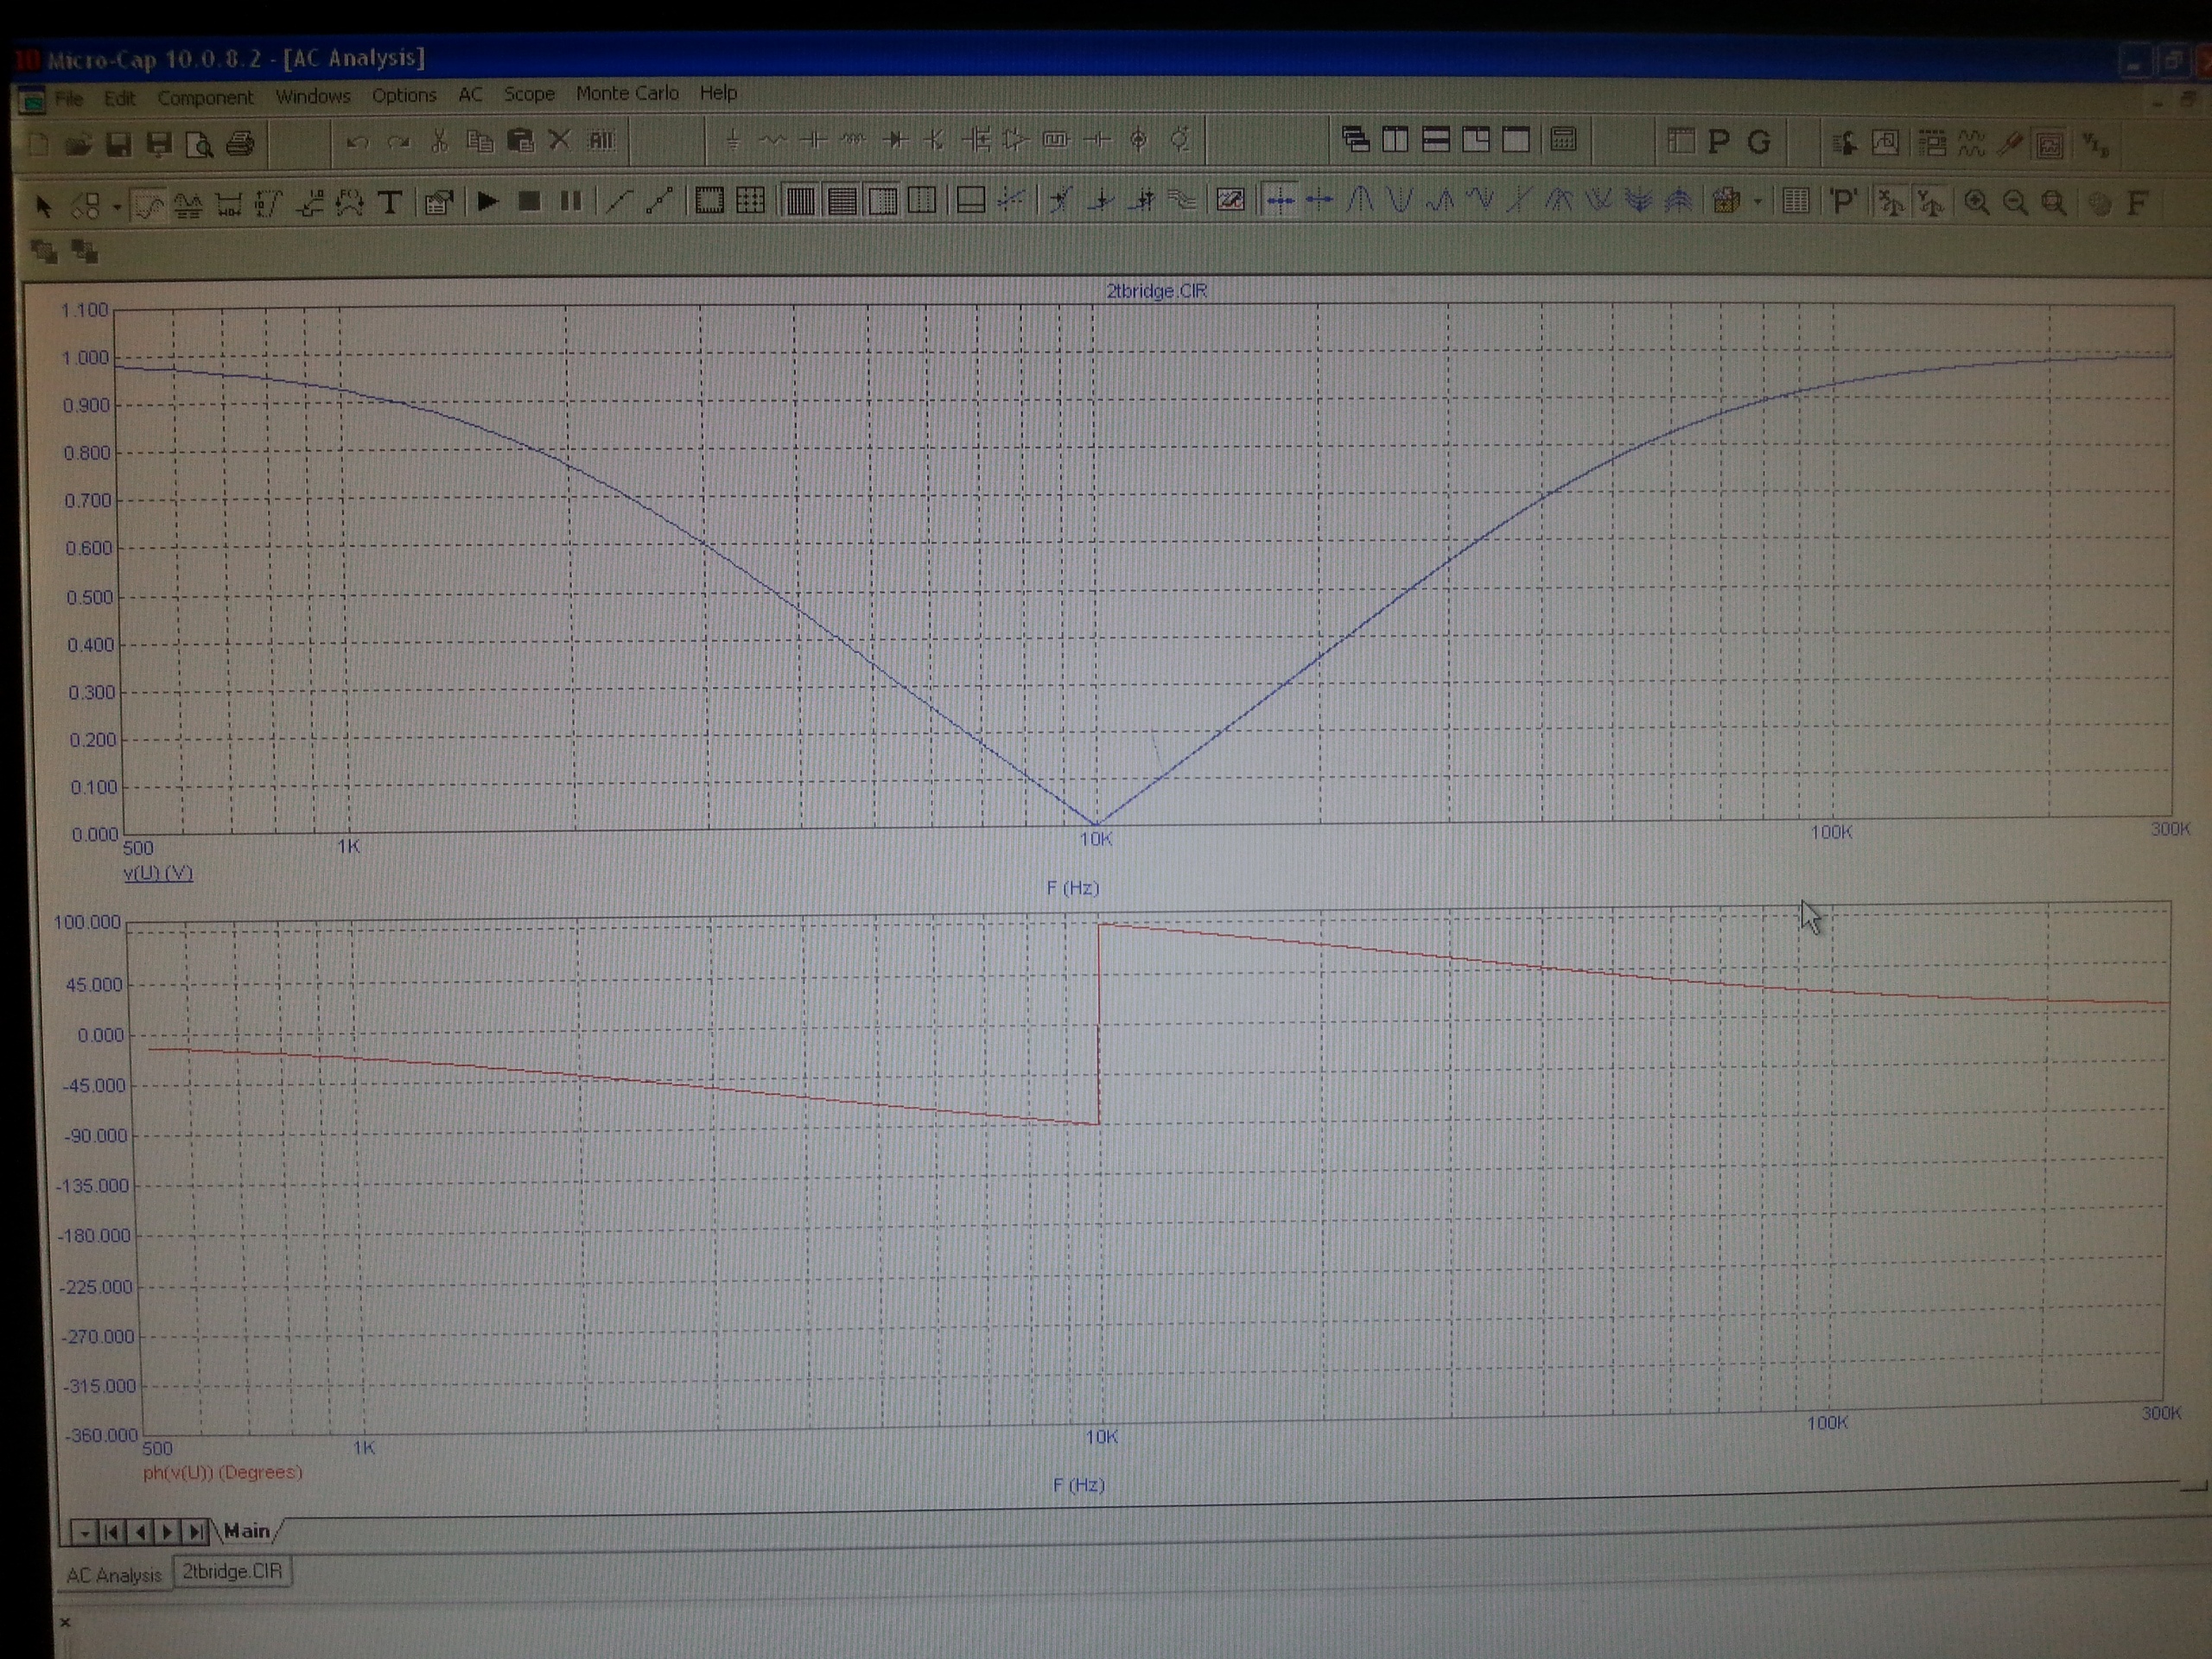 Micro-Cap 10.0.8.2 - [AC Analysis]
File Edit Component Windows Options AC Scope Monte Carlo Help
All P G
T 'P' F
2tbridge.CIR
1.100
1.000
0.900
0.800
0.700
0.600
0.500
0.400
0.300
0.200
0.100
0.000
500 1K 10K 100K 300K
v(U) (V)
F (Hz)
100.000
45.000
0.000
-45.000
-90.000
-135.000
-180.000
-225.000
-270.000
-315.000
-360.000
500 1K 10K 100K 300K
ph(v(U)) (Degrees)
F (Hz)
Main
AC Analysis 2tbridge.CIR